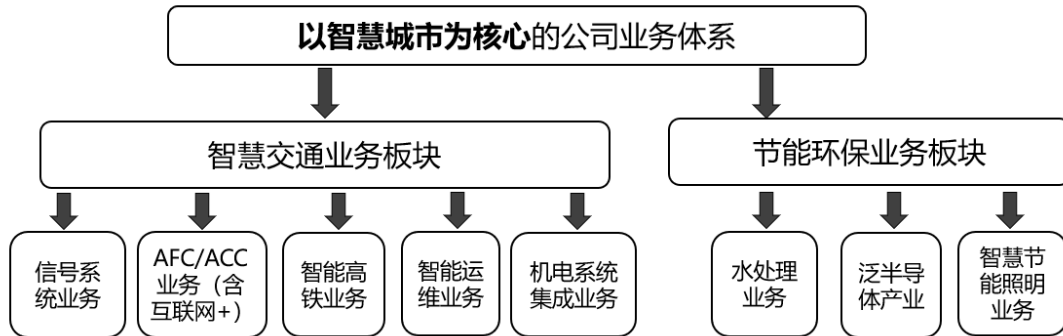 以智慧城市为核心的公司业务体系
智慧交通业务板块
节能环保业务板块
信号系
统业务
AFC/ACC
业务（含
互联网+）
智能高
铁业务
智能运
维业务
机电系统
集成业务
水处理
业务
泛半导
体产业
智慧节
能照明
业务